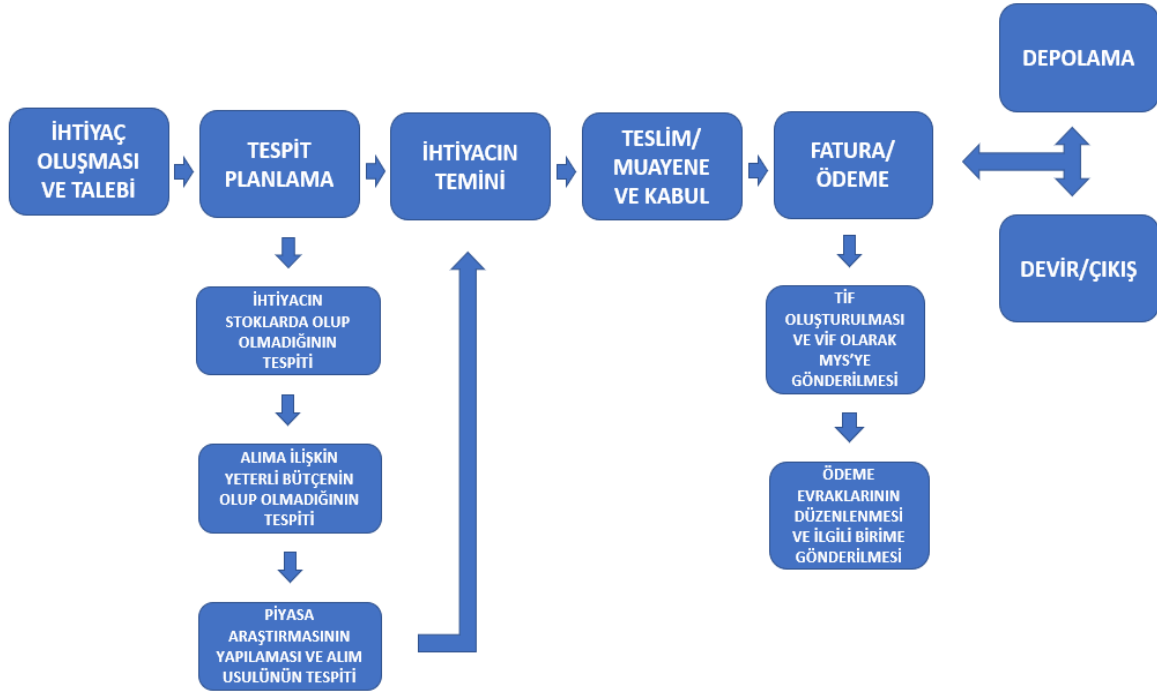 DEPOLAMA
İHTİYAÇ
OLUŞMASI
VE TALEBİ
TESPİT
PLANLAMA
İHTİYACIN
TEMİNİ
TESLİM/
MUAYENE
VE KABUL
FATURA/
ÖDEME
DEVİR/ÇIKIŞ
İHTİYACIN
STOKLARDA OLUP
OLMADIĞININ
TESPİTİ
TİF
OLUŞTURULMASI
VE VİF OLARAK
MYS'YE
GÖNDERİLMESİ
ALIMA İLİŞKİN
YETERLİ BÜTÇENİN
OLUP OLMADIĞININ
TESPİTİ
ÖDEME
EVRAKLARININ
DÜZENLENMESİ
VE İLGİLİ BİRİME
GÖNDERİLMESİ
PİYASA
ARAŞTIRMASININ
YAPILAMASI VE ALIM
USULÜNÜN TESPİTİ